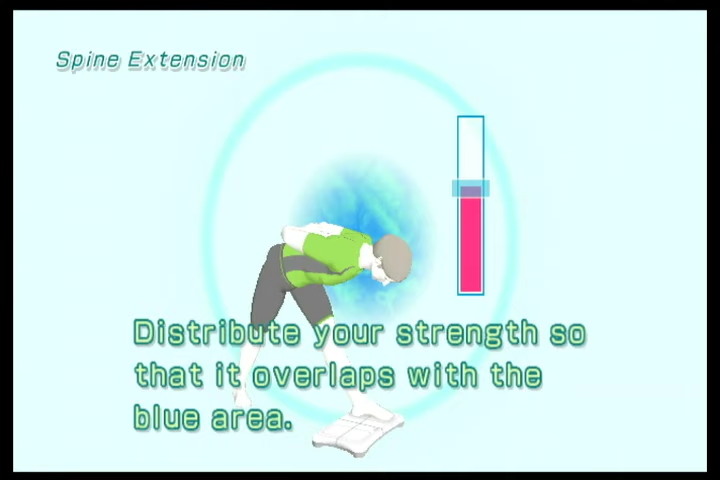 Spine Extension
Distribute your strength so
that it overlaps with the
blue area.